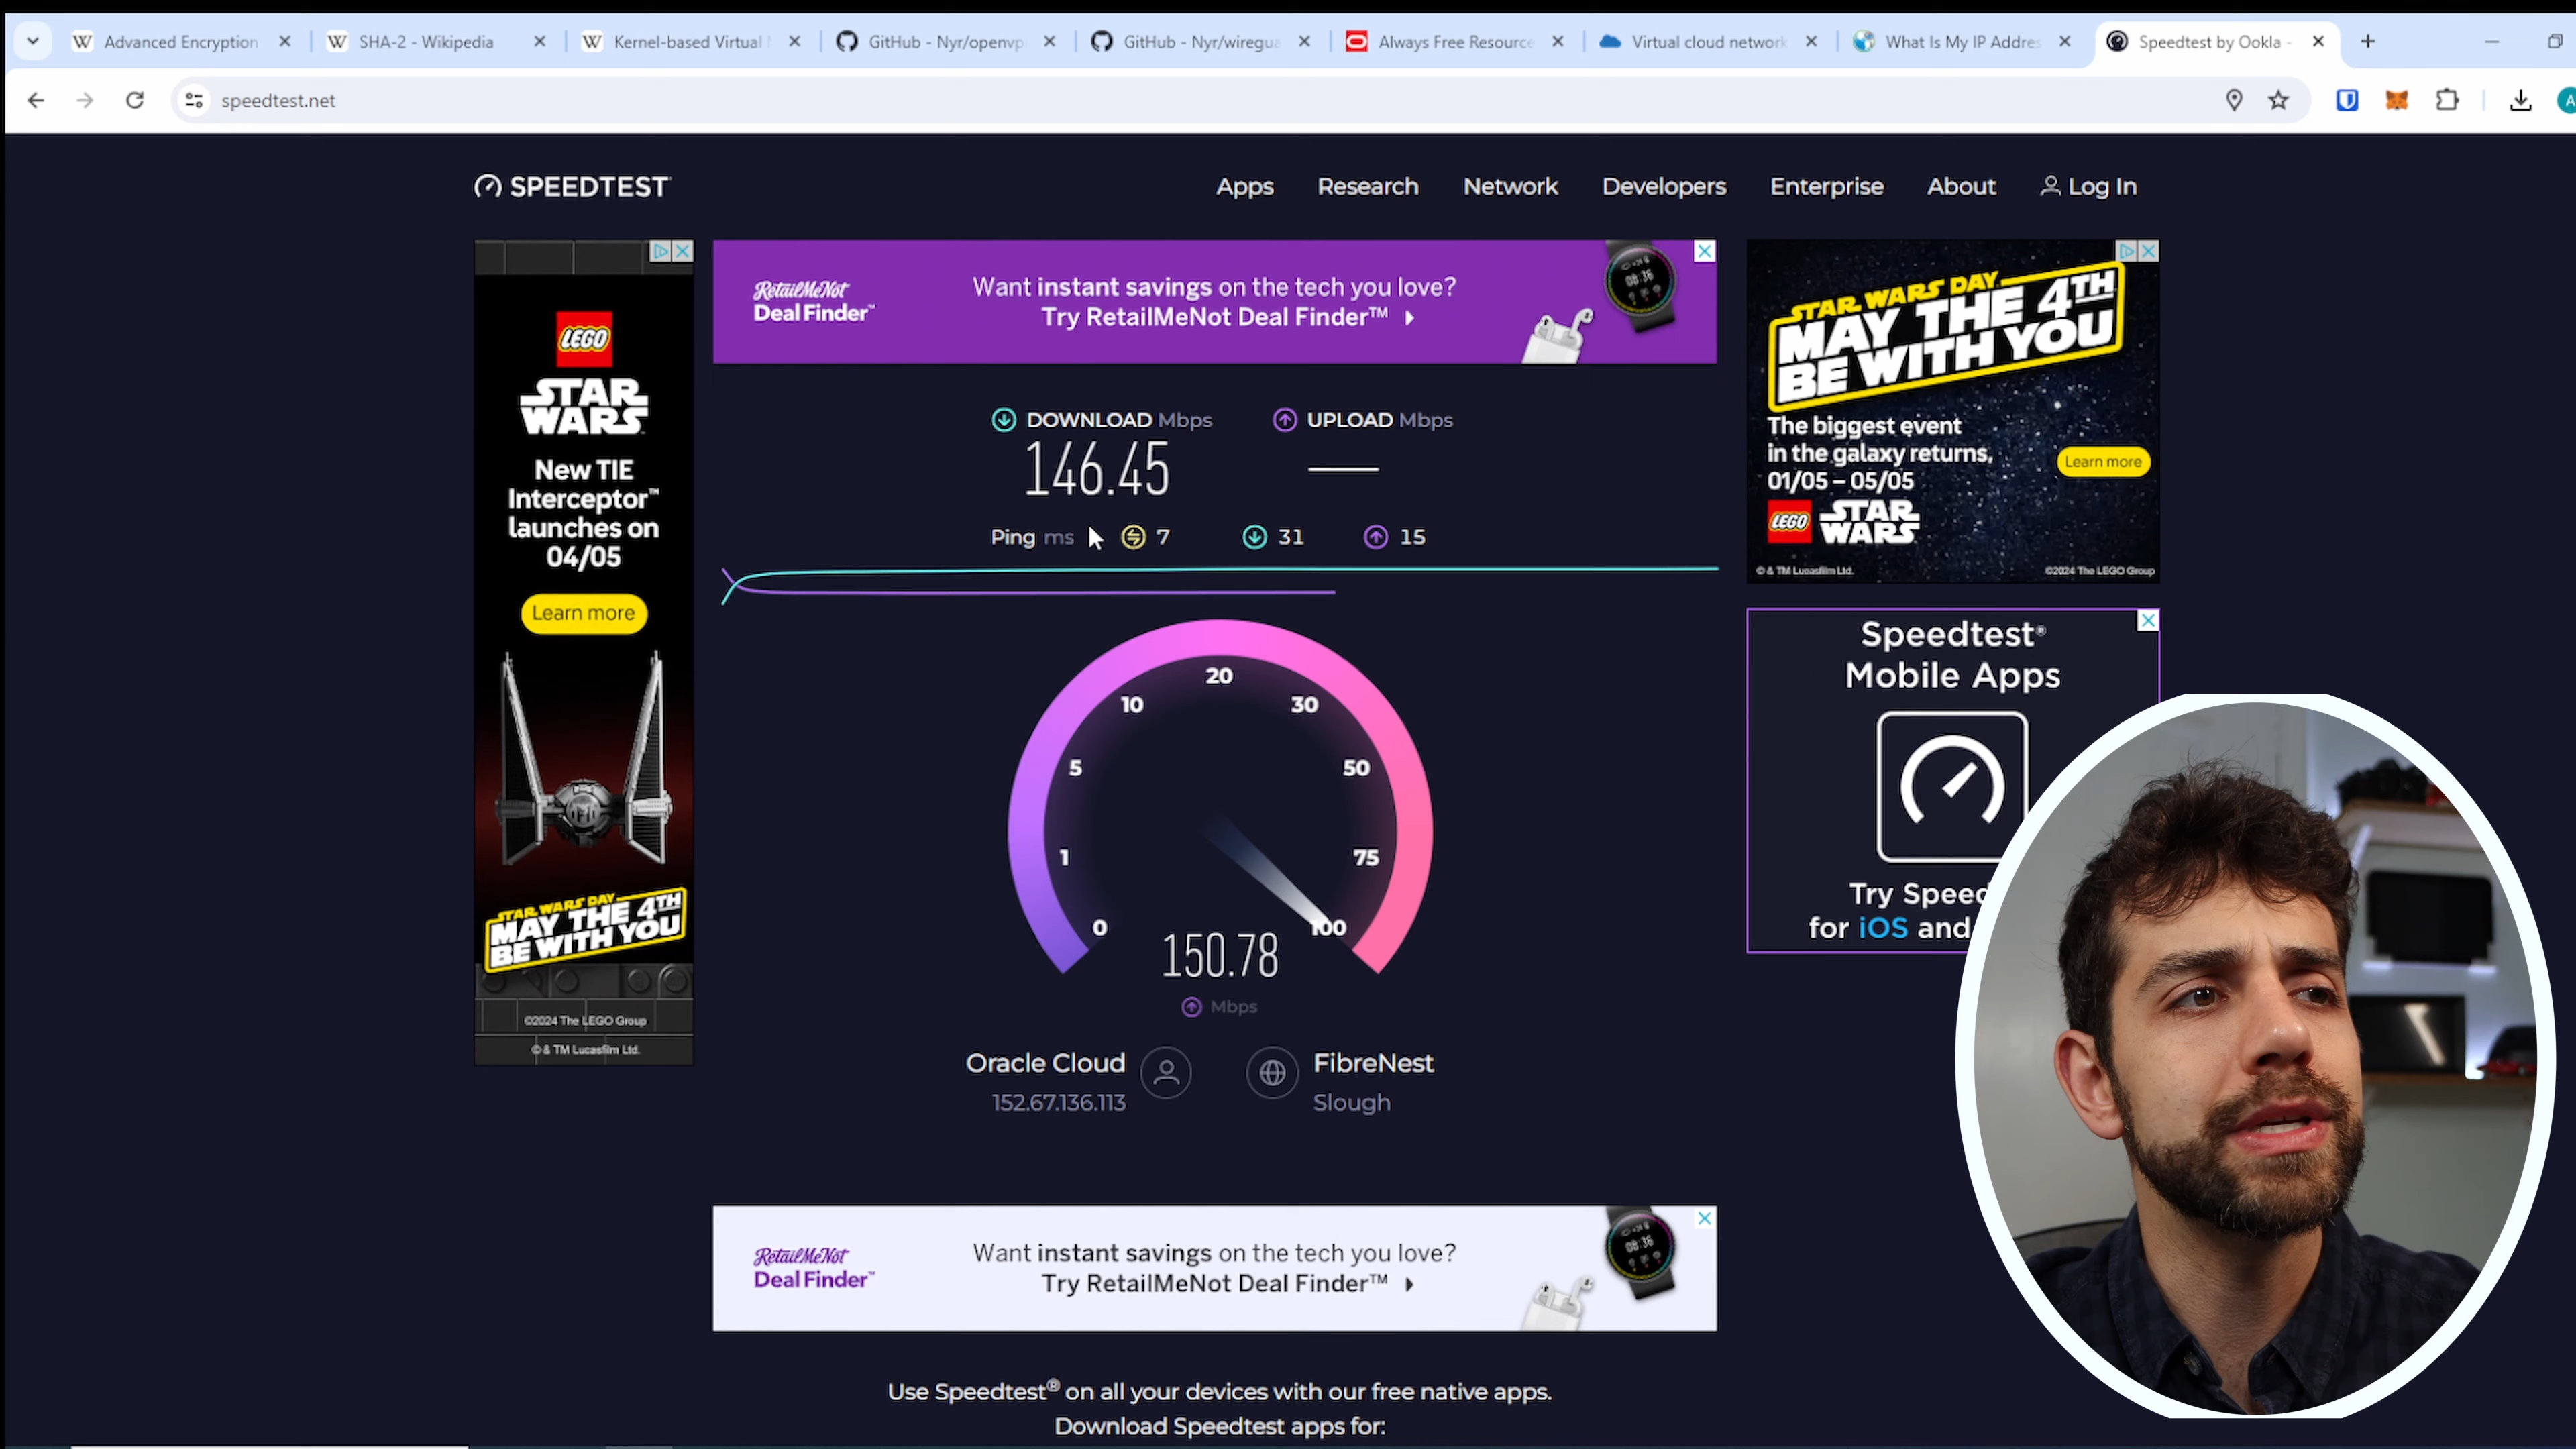 Advanced Encryption
SHA-2 - Wikipedia
Kernel-based Virtual
GitHub - Nyr/openvp
GitHub - Nyr/wiregua
Always Free Resource
Virtual cloud network
What Is My IP Addres
Speedtest by Ookla -
speedtest.net
SPEEDTEST
Apps
Research
Network
Developers
Enterprise
About
Log In
LEGO
STAR
WARS
New TIE
Interceptor™
launches on
04/05
Learn more
STAR WARS DAY
MAY THE 4TH
BE WITH YOU
©2024 The LEGO Group
© & TM Lucasfilm Ltd.
RetailMeNot
Deal Finder™
Want instant savings on the tech you love?
Try RetailMeNot Deal Finder™
08:36
STAR WARS DAY
MAY THE 4TH
BE WITH YOU
The biggest event
in the galaxy returns,
01/05 – 05/05
Learn more
LEGO
STAR
WARS
© & TM Lucasfilm Ltd.
©2024 The LEGO Group
DOWNLOAD Mbps
146.45
UPLOAD Mbps
Ping ms
7
31
15
0
1
5
10
20
30
50
75
100
150.78
Mbps
Oracle Cloud
152.67.136.113
FibreNest
Slough
Speedtest®
Mobile Apps
Try Speed
for iOS and
RetailMeNot
Deal Finder™
Want instant savings on the tech you love?
Try RetailMeNot Deal Finder™
08:36
Use Speedtest® on all your devices with our free native apps.
Download Speedtest apps for: